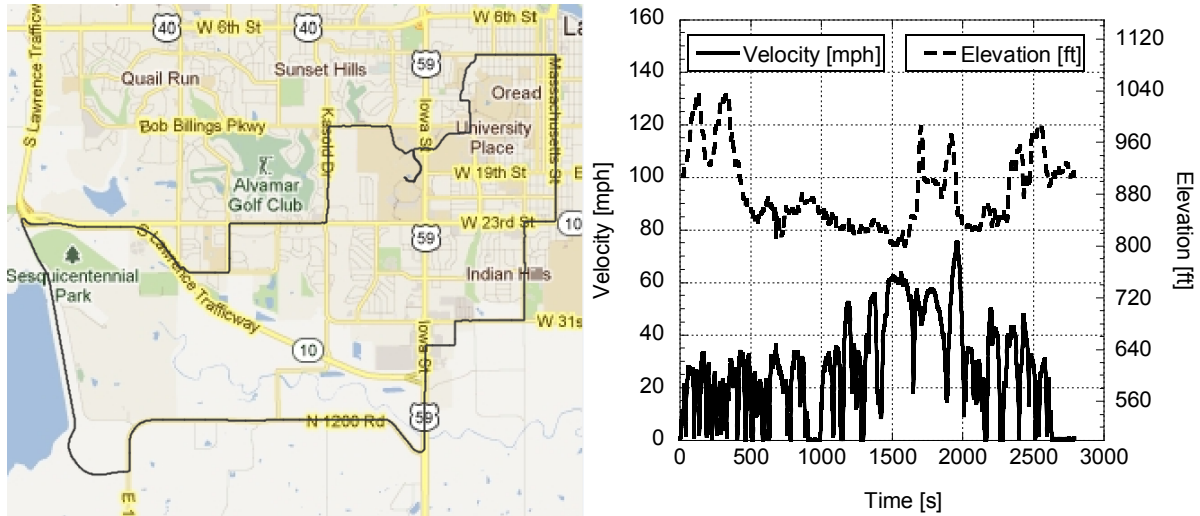 W 6th St
W 6th St
La
40
40
59
S Lawrence Trafficw
Quail Run
Sunset Hills
Oread
Massachusetts St
Kasold Dr
Iowa St
Bob Billings Pkwy
University
Place
W 19th St
E
Alvamar
Golf Club
W 23rd St
10
59
S Lawrence Trafficway
Sesquicentennial
Park
Indian Hills
W 31s
Iowa St
10
59
N 1200 Rd
E 1
Velocity [mph]
Elevation [ft]
160
140
120
100
80
60
40
20
0
Velocity [mph]
1120
1040
960
880
800
720
640
560
Elevation [ft]
0 500 1000 1500 2000 2500 3000
Time [s]